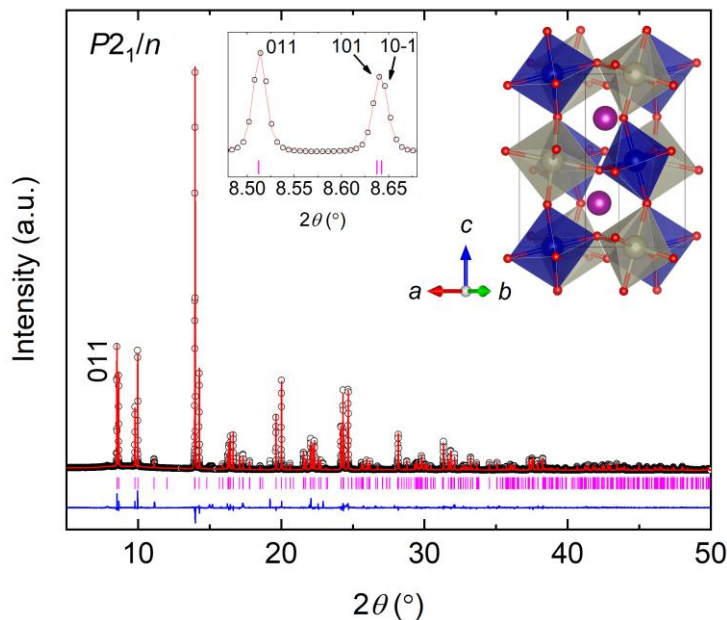 P2₁/n
011 101 10-1
8.50 8.55 8.60 8.65
2θ (°)
c
a b
Intensity (a.u.)
011
10 20 30 40 50
2θ (°)